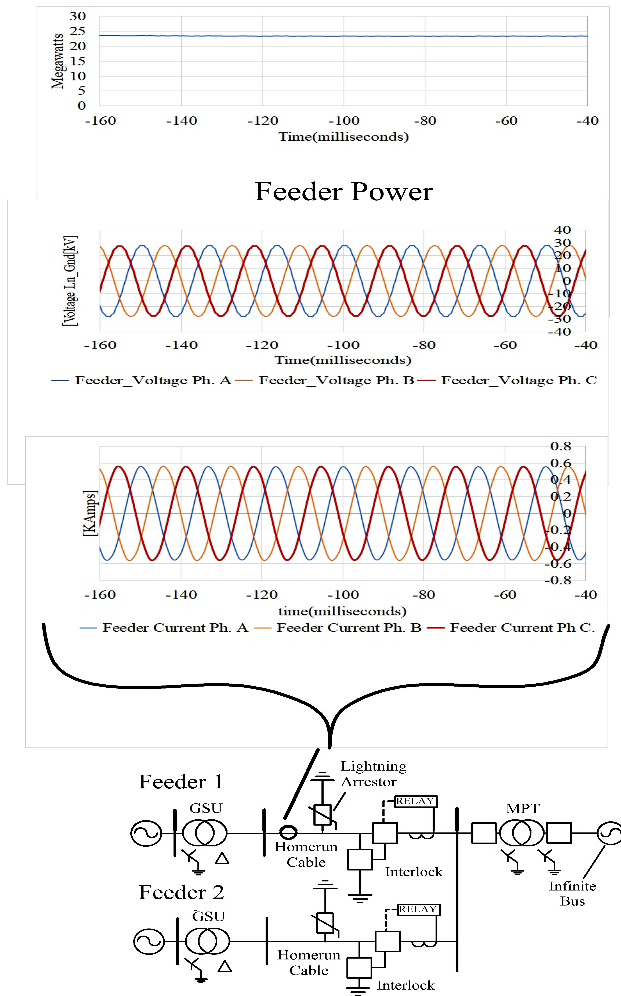 30
25
20
15
10
5
0
Megawatts
-160 -140 -120 -100 -80 -60 -40
Time(milliseconds)
Feeder Power
40
30
20
10
0
-10
-20
-30
-40
[Voltage Ln_Gnd[kV]
-160 -140 -120 -100 -80 -60 -40
Time(milliseconds)
Feeder_Voltage Ph. A Feeder_Voltage Ph. B Feeder_Voltage Ph. C
0.8
0.6
0.4
0.2
0
-0.2
-0.4
-0.6
-0.8
[KAmps]
-160 -140 -120 -100 -80 -60 -40
time(milliseconds)
Feeder Current Ph. A Feeder Current Ph. B Feeder Current Ph C.
Lightning
Arrestor
Feeder 1
GSU
RELAY
MPT
Homerun
Cable
Interlock
Infinite
Bus
Feeder 2
GSU
RELAY
Homerun
Cable
Interlock